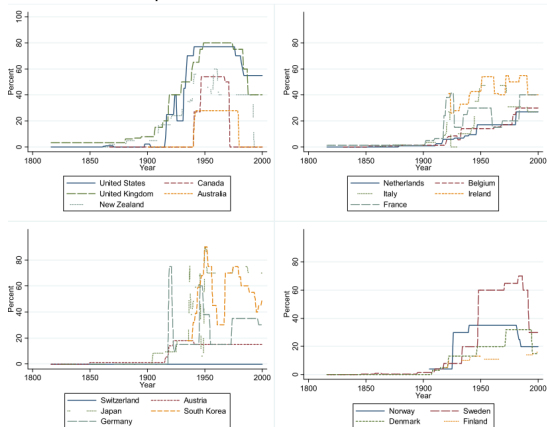 100
80
60
40
20
0
Percent
1800
1850
1900
1950
2000
Year
United States
Canada
United Kingdom
Australia
New Zealand
80
60
40
20
0
Percent
1800
1850
1900
1950
2000
Year
Netherlands
Belgium
Italy
Ireland
France
80
60
40
20
0
Percent
1800
1850
1900
1950
2000
Year
Switzerland
Austria
Japan
South Korea
Germany
80
60
40
20
0
Percent
1800
1850
1900
1950
2000
Year
Norway
Sweden
Denmark
Finland